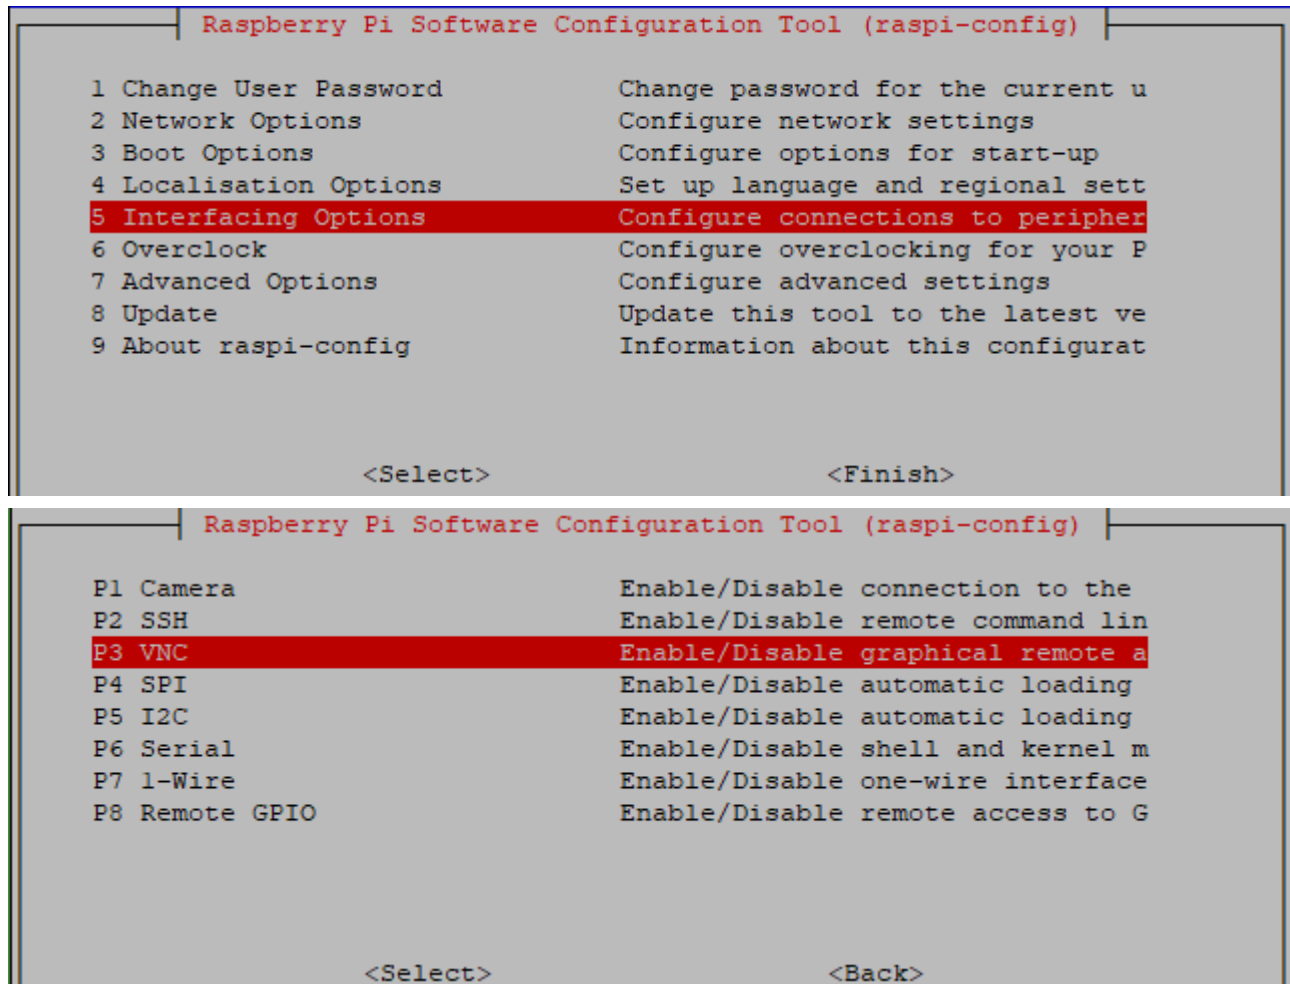 Raspberry Pi Software Configuration Tool (raspi-config)
1 Change User Password Change password for the current u
2 Network Options Configure network settings
3 Boot Options Configure options for start-up
4 Localisation Options Set up language and regional sett
5 Interfacing Options Configure connections to peripher
6 Overclock Configure overclocking for your P
7 Advanced Options Configure advanced settings
8 Update Update this tool to the latest ve
9 About raspi-config Information about this configurat
<Select> <Finish>
Raspberry Pi Software Configuration Tool (raspi-config)
P1 Camera Enable/Disable connection to the
P2 SSH Enable/Disable remote command lin
P3 VNC Enable/Disable graphical remote a
P4 SPI Enable/Disable automatic loading
P5 I2C Enable/Disable automatic loading
P6 Serial Enable/Disable shell and kernel m
P7 1-Wire Enable/Disable one-wire interface
P8 Remote GPIO Enable/Disable remote access to G
<Select> <Back>